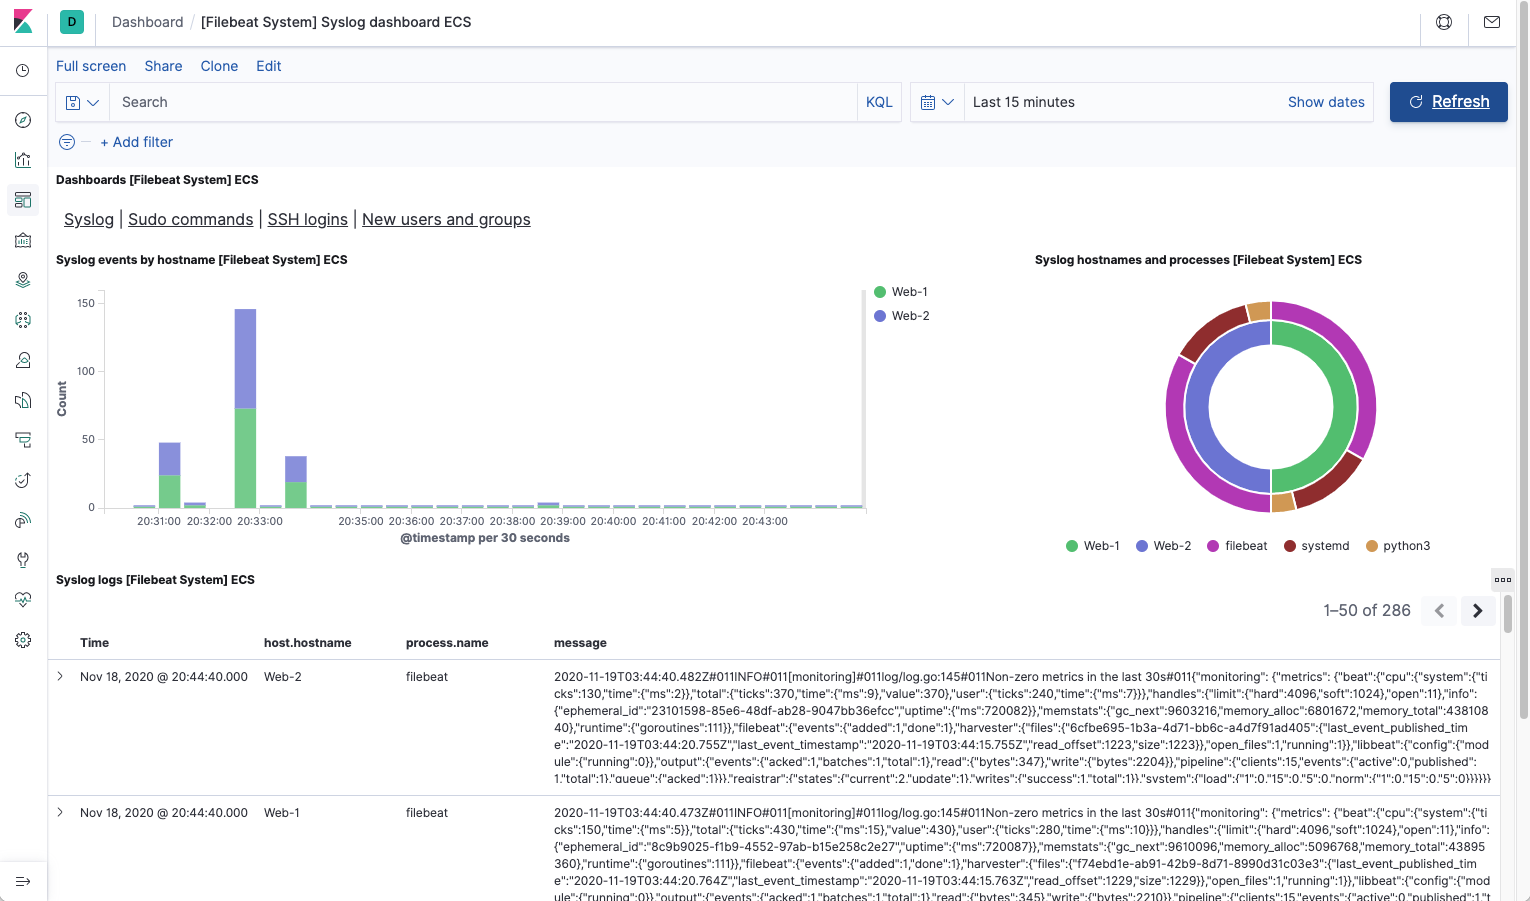 D Dashboard / [Filebeat System] Syslog dashboard ECS
Full screen Share Clone Edit
Search KQL Last 15 minutes Show dates Refresh
+ Add filter
Dashboards [Filebeat System] ECS
Syslog | Sudo commands | SSH logins | New users and groups
Syslog events by hostname [Filebeat System] ECS
Web-1
Web-2
150
100
50
0
Count
20:31:00 20:32:00 20:33:00 20:35:00 20:36:00 20:37:00 20:38:00 20:39:00 20:40:00 20:41:00 20:42:00 20:43:00
@timestamp per 30 seconds
Syslog hostnames and processes [Filebeat System] ECS
Web-1 Web-2 filebeat systemd python3
Syslog logs [Filebeat System] ECS
1–50 of 286
Time host.hostname process.name message
Nov 18, 2020 @ 20:44:40.000 Web-2 filebeat 2020-11-19T03:44:40.482Z#011INFO#011[monitoring]#011log/log.go:145#011Non-zero metrics in the last 30s#011{"monitoring": {"metrics": {"beat":{"cpu":{"system":{"ti
cks":130,"time":{"ms":2}},"total":{"ticks":370,"time":{"ms":9},"value":370},"user":{"ticks":240,"time":{"ms":7}}},"handles":{"limit":{"hard":4096,"soft":1024},"open":11},"info":
{"ephemeral_id":"23101598-85e6-48df-ab28-9047bb36efcc","uptime":{"ms":720082}},"memstats":{"gc_next":9603216,"memory_alloc":6801672,"memory_total":4381 08
40},"runtime":{"goroutines":111}},"filebeat":{"events":{"added":1,"done":1},"harvester":{"files":{"6cfbe695-1b3a-4d71-bb6c-a4d7f91ad405":{"last_event_published_ti
me":"2020-11-19T03:44:20.755Z","last_event_timestamp":"2020-11-19T03:44:15.755Z","read_offset":1223,"size":1223}},"open_files":1,"running":1}},"libbeat":{"config":{"mod
ule":{"running":0}},"output":{"events":{"acked":1,"batches":1,"total":1},"read":{"bytes":347},"write":{"bytes":2204}},"pipeline":{"clients":15,"events":{"active":0,"published":
1,"total":1},"queue":{"acked":1}}},"registrar":{"states":{"current":2,"update":1},"writes":{"success":1,"total":1}},"system":{"load":{"1":0,"15":0,"5":0,"norm":{"1":0,"15":0,"5":0}}}}}}
Nov 18, 2020 @ 20:44:40.000 Web-1 filebeat 2020-11-19T03:44:40.473Z#011INFO#011[monitoring]#011log/log.go:145#011Non-zero metrics in the last 30s#011{"monitoring": {"metrics": {"beat":{"cpu":{"system":{"ti
cks":150,"time":{"ms":5}},"total":{"ticks":430,"time":{"ms":15},"value":430},"user":{"ticks":280,"time":{"ms":10}}},"handles":{"limit":{"hard":4096,"soft":1024},"open":11},"info":
{"ephemeral_id":"8c9b9025-f1b9-4552-97ab-b15e258c2e27","uptime":{"ms":720087}},"memstats":{"gc_next":9610096,"memory_alloc":5096768,"memory_total":43895
360},"runtime":{"goroutines":111}},"filebeat":{"events":{"added":1,"done":1},"harvester":{"files":{"f74ebd1e-ab91-42b9-8d71-8990d31c03e3":{"last_event_published_time
":"2020-11-19T03:44:20.764Z","last_event_timestamp":"2020-11-19T03:44:15.763Z","read_offset":1229,"size":1229}},"open_files":1,"running":1}},"libbeat":{"config":{"mod
ule":{"running":0}},"output":{"events":{"acked":1,"batches":1,"total":1},"read":{"bytes":345},"write":{"bytes":2210}},"pipeline":{"clients":15,"events":{"active":0,"published":1,"t